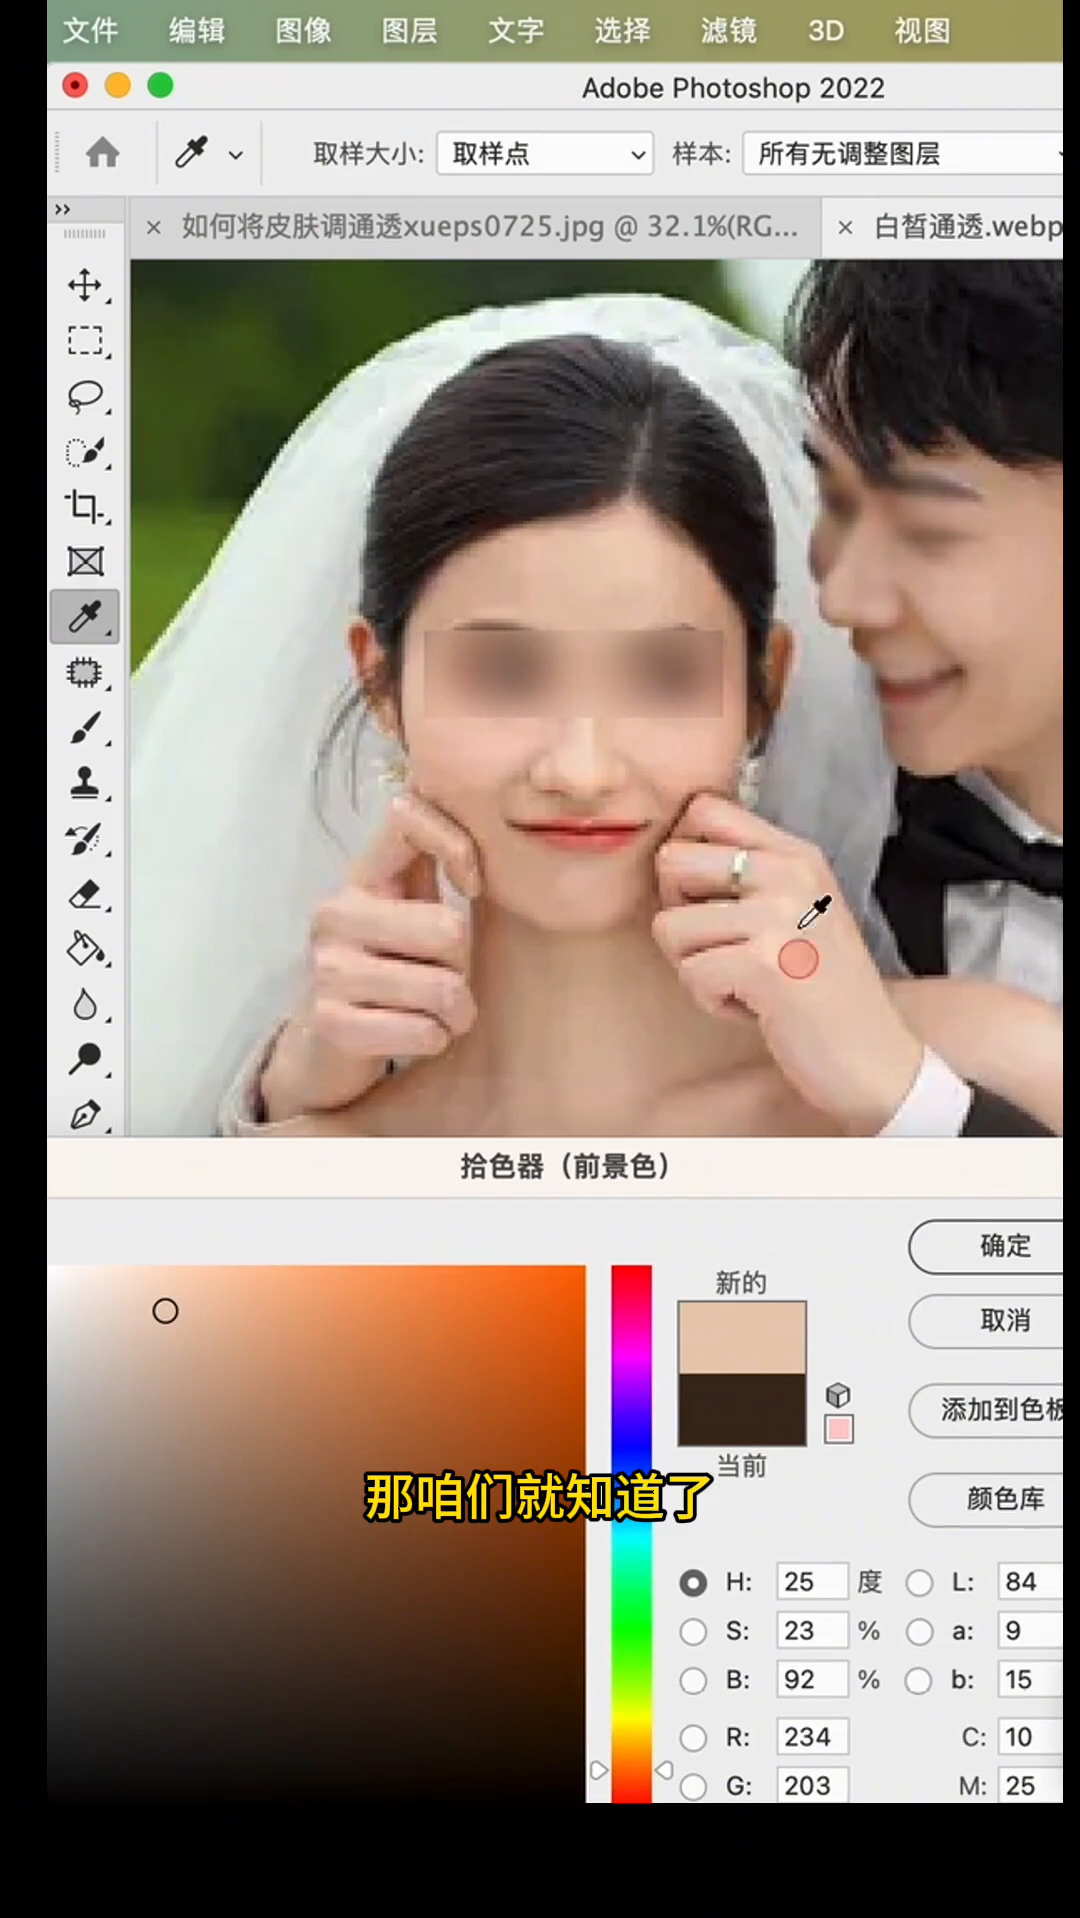 文件 编辑 图像 图层 文字 选择 滤镜 3D 视图
Adobe Photoshop 2022
取样大小: 取样点 样本: 所有无调整图层
× 如何将皮肤调通透xueps0725.jpg @ 32.1%(RG... × 白皙通透.webp
拾色器（前景色）
确定
新的
取消
添加到色板
当前
那咱们就知道了
颜色库
H: 25 度 L: 84
S: 23 % a: 9
B: 92 % b: 15
R: 234 C: 10
G: 203 M: 25